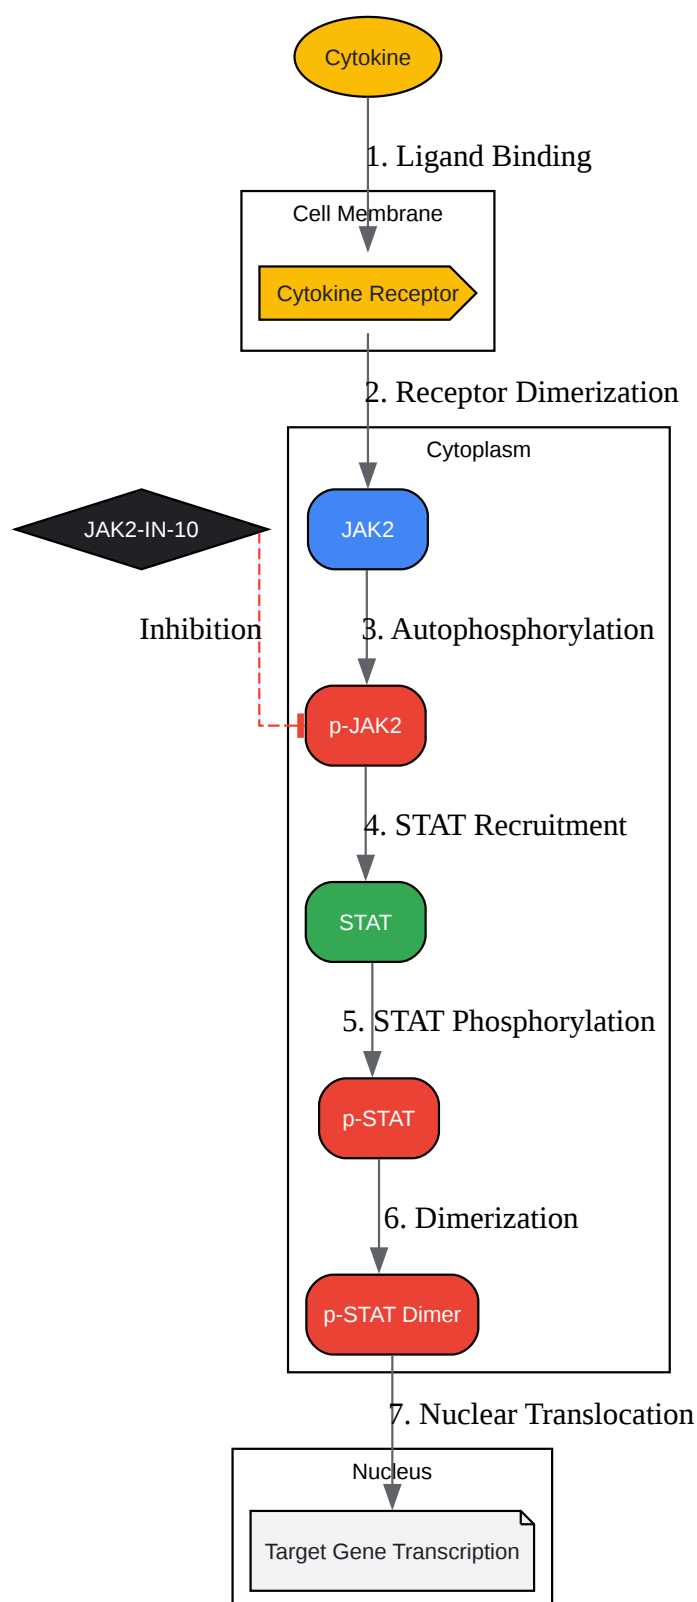 Cytokine
1. Ligand Binding
Cell Membrane
Cytokine Receptor
2. Receptor Dimerization
Cytoplasm
JAK2-IN-10
JAK2
Inhibition
3. Autophosphorylation
p-JAK2
4. STAT Recruitment
STAT
5. STAT Phosphorylation
p-STAT
6. Dimerization
p-STAT Dimer
7. Nuclear Translocation
Nucleus
Target Gene Transcription